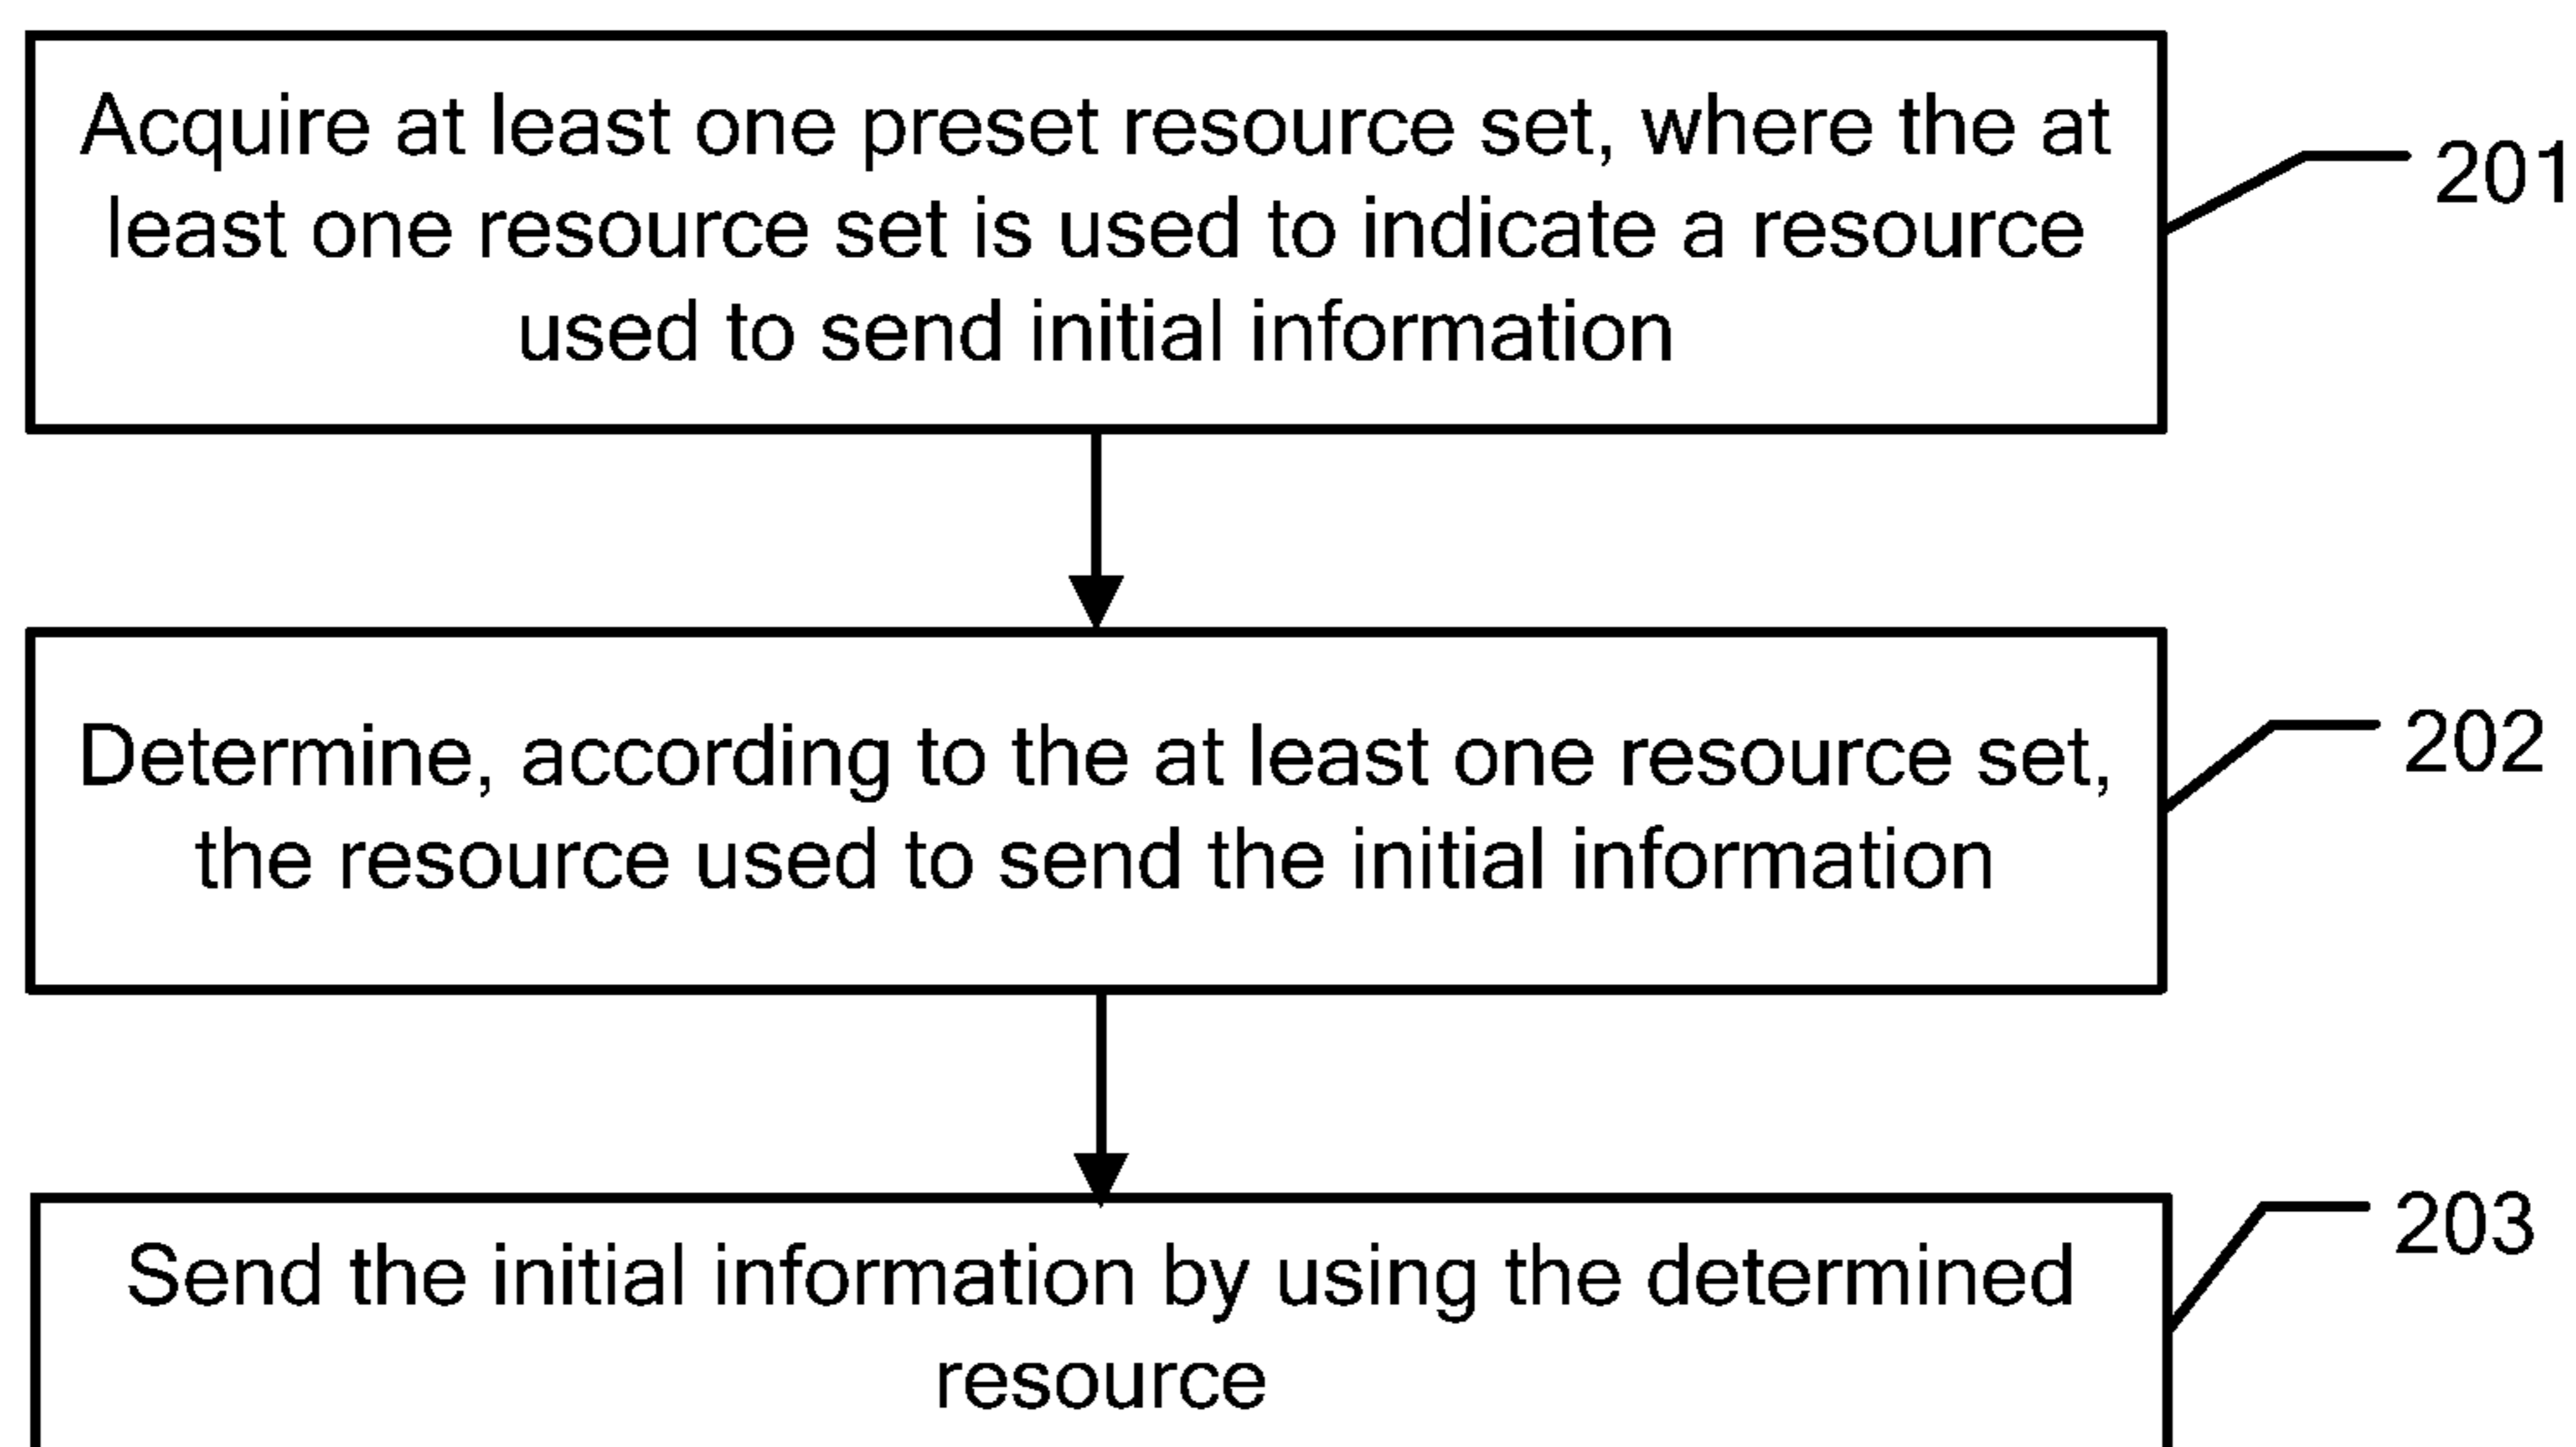 Acquire at least one preset resource set, where the at
least one resource set is used to indicate a resource
used to send initial information
201
Determine, according to the at least one resource set,
the resource used to send the initial information
202
Send the initial information by using the determined
resource
203